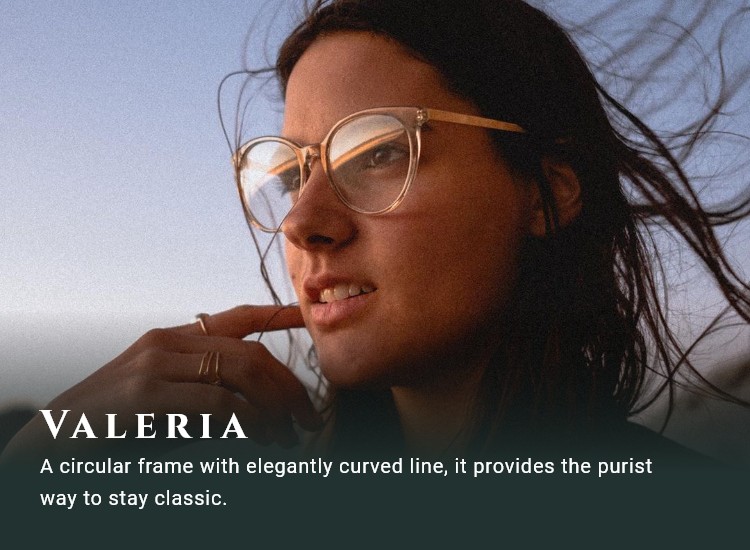 VALERIA
A circular frame with elegantly curved line, it provides the purist
way to stay classic.